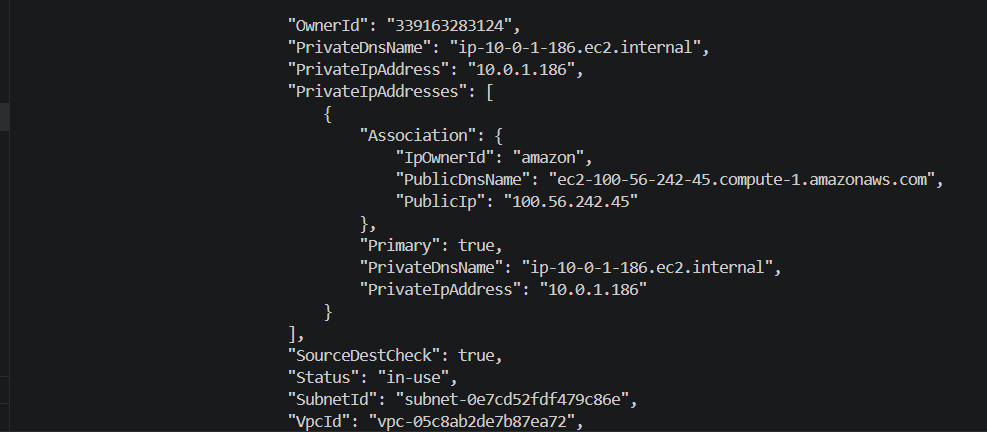 "OwnerId": "339163283124",
"PrivateDnsName": "ip-10-0-1-186.ec2.internal",
"PrivateIpAddress": "10.0.1.186",
"PrivateIpAddresses": [
{
"Association": {
"IpOwnerId": "amazon",
"PublicDnsName": "ec2-100-56-242-45.compute-1.amazonaws.com",
"PublicIp": "100.56.242.45"
},
"Primary": true,
"PrivateDnsName": "ip-10-0-1-186.ec2.internal",
"PrivateIpAddress": "10.0.1.186"
}
],
"SourceDestCheck": true,
"Status": "in-use",
"SubnetId": "subnet-0e7cd52fdf479c86e",
"VpcId": "vpc-05c8ab2de7b87ea72",